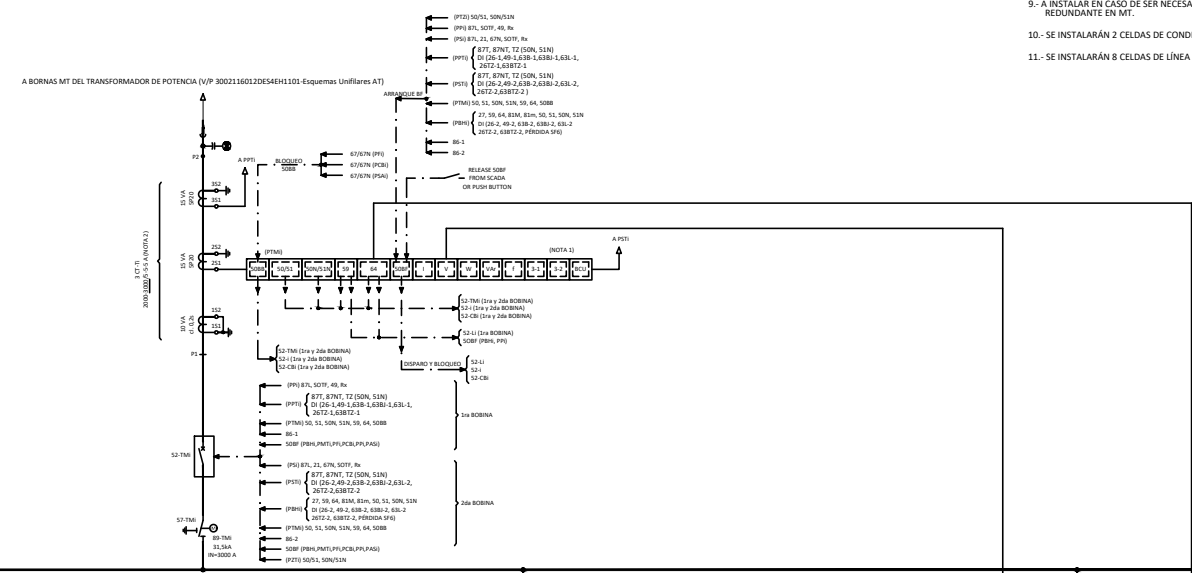 9.- A INSTALAR EN CASO DE SER NECESA
REDUNDANTE EN MT.
10.- SE INSTALARÁN 2 CELDAS DE COND
11.- SE INSTALARÁN 8 CELDAS DE LÍNEA
A BORNAS MT DEL TRANSFORMADOR DE POTENCIA (V/P 3002116012DES4EH1101-Esquemas Unifilares AT)
(PTZi) 50/51, 50N/51N
(PPi) 87L, SOTF, 49, Rx
(PSi) 87L, 21, 67N, SOTF, Rx
(PPTi)
87T, 87NT, TZ (50N, 51N)
DI (26-1,49-1,63B-1,63BJ-1,63L-1,
26TZ-1,63BTZ-1
(PSTi)
87T, 87NT, TZ (50N, 51N)
DI (26-2,49-2,63B-2,63BJ-2,63L-2,
26TZ-2,63BTZ-2 )
ARRANQUE BF
(PTMi) 50, 51, 50N, 51N, 59, 64, 50BB
(PBHi)
27, 59, 64, 81M, 81m, 50, 51, 50N, 51N
DI (26-2, 49-2, 63B-2, 63BJ-2, 63L-2
26TZ-2, 63BTZ-2, PÉRDIDA SF6)
86-1
86-2
P2
A PPTi
BLOQUEO
50BB
67/67N (PFi)
67/67N (PCBi)
67/67N (PSAi)
RELEASE 50BF
FROM SCADA
OR PUSH BUTTON
3S2
3S1
15 VA
5P20
3 CT-Ti
2000-3000/5-5-5 A (NOTA 2)
2S2
2S1
15 VA
5P20
(PTMi)
(NOTA 1)
A PSTi
50BB
50/51
50N/51N
59
64
50BF
I
V
W
VAr
f
3-1
3-2
BCU
1S2
1S1
10 VA
cl. 0,2s
P1
52-TMi (1ra y 2da BOBINA)
52-i (1ra y 2da BOBINA)
52-CBi (1ra y 2da BOBINA)
52-Li (1ra BOBINA)
50BF (PBHi, PPi)
52-TMi (1ra y 2da BOBINA)
52-i (1ra y 2da BOBINA)
52-CBi (1ra y 2da BOBINA)
DISPARO Y BLOQUEO
52-Li
52-i
52-CBi
(PPi) 87L, SOTF, 49, Rx
(PPTi)
87T, 87NT, TZ (50N, 51N)
DI (26-1,49-1,63B-1,63BJ-1,63L-1,
26TZ-1,63BTZ-1
(PTMi) 50, 51, 50N, 51N, 59, 64, 50BB
86-1
50BF (PBHi,PMTi,PFi,PCBi,PPi,PASi)
1ra BOBINA
52-TMi
(PSi) 87L, 21, 67N, SOTF, Rx
(PSTi)
87T, 87NT, TZ (50N, 51N)
DI (26-2,49-2,63B-2,63BJ-2,63L-2,
26TZ-2,63BTZ-2
(PBHi)
27, 59, 64, 81M, 81m, 50, 51, 50N, 51N
DI (26-2, 49-2, 63B-2, 63BJ-2, 63L-2
26TZ-2, 63BTZ-2, PÉRDIDA SF6)
(PTMi) 50, 51, 50N, 51N, 59, 64, 50BB
86-2
50BF (PBHi,PMTi,PFi,PCBi,PPi,PASi)
(PZTi) 50/51, 50N/51N
2da BOBINA
57-TMi
89-TMi
31,5kA
IN=3000 A